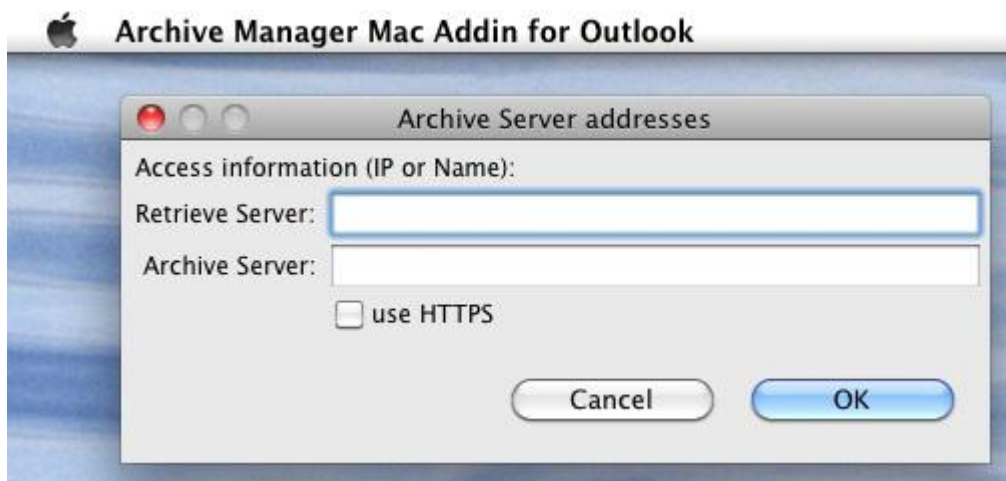 Archive Manager Mac Addin for Outlook
Archive Server addresses
Access information (IP or Name):
Retrieve Server:
Archive Server:
use HTTPS
Cancel OK